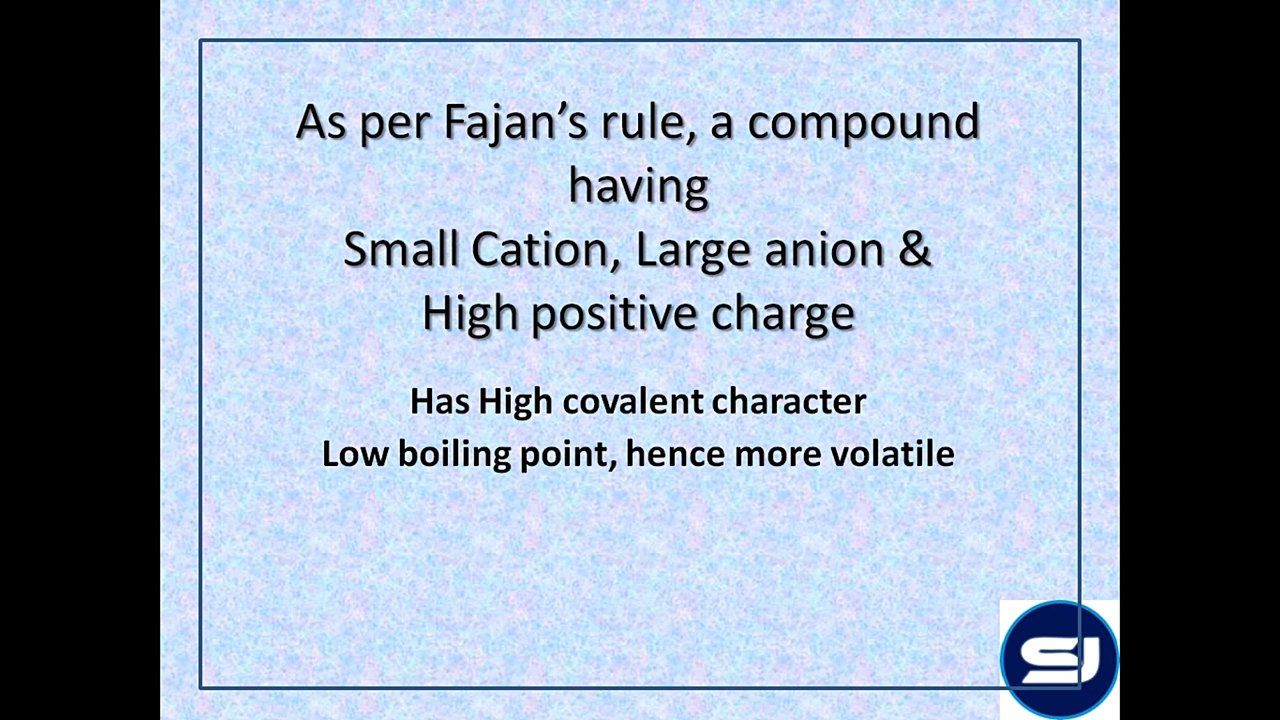 As per Fajan’s rule, a compound
having
Small Cation, Large anion &
High positive charge
Has High covalent character
Low boiling point, hence more volatile
SJ